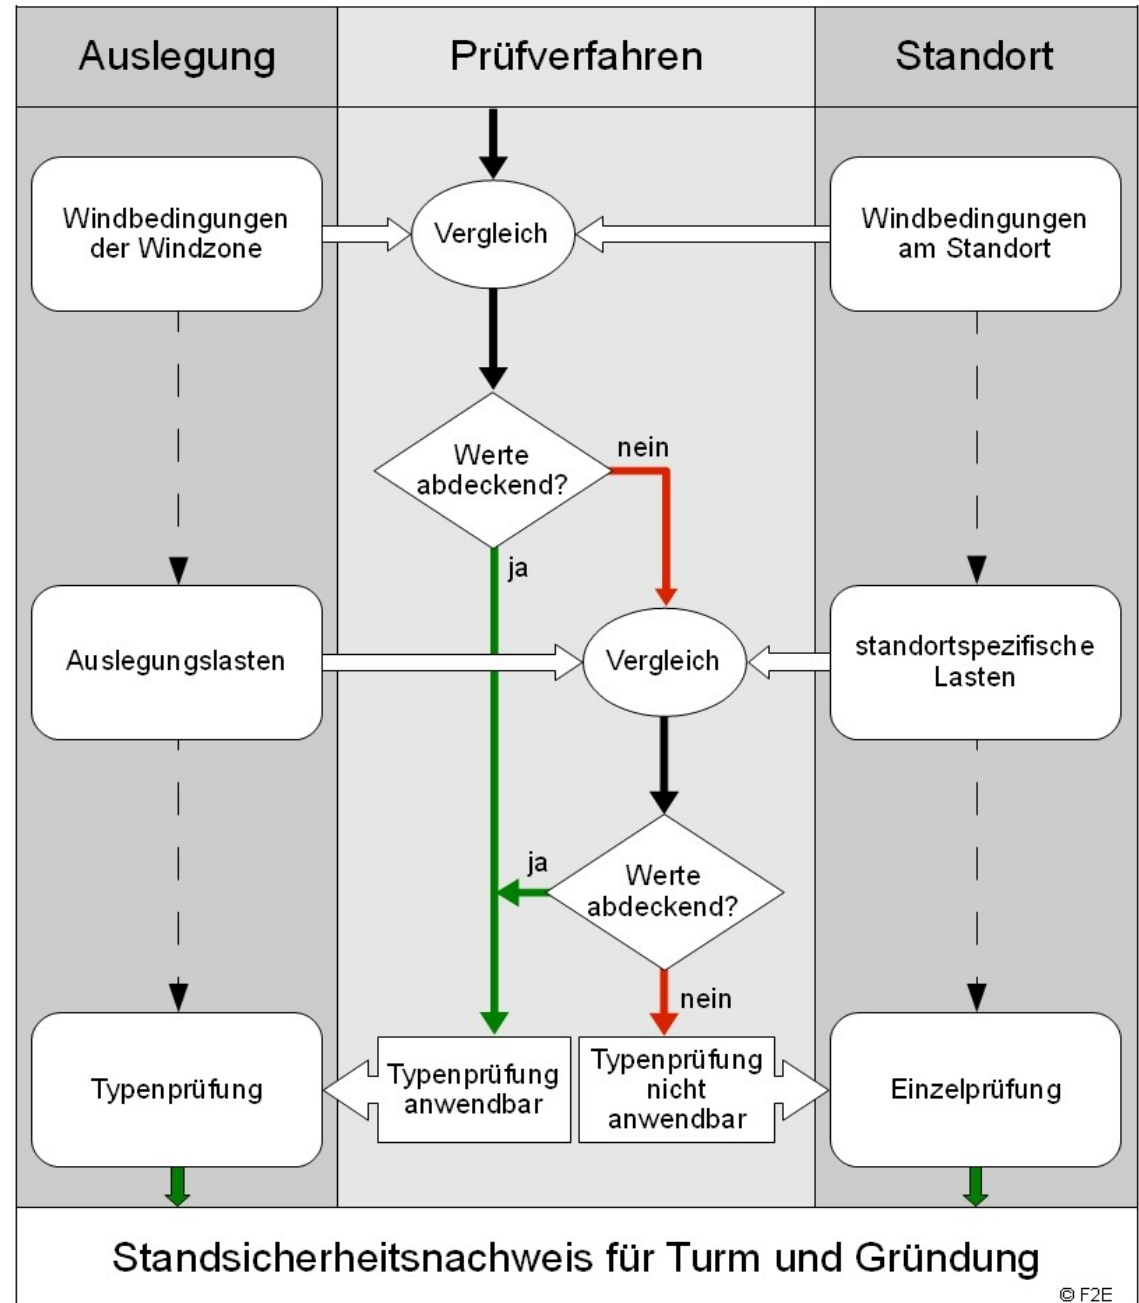 Auslegung
Prüfverfahren
Standort
Windbedingungen
der Windzone
Vergleich
Windbedingungen
am Standort
Werte
abdeckend?
nein
ja
Auslegungslasten
Vergleich
standortspezifische
Lasten
ja
Werte
abdeckend?
nein
Typenprüfung
Typenprüfung
anwendbar
Typenprüfung
nicht
anwendbar
Einzelprüfung
Standsicherheitsnachweis für Turm und Gründung
© F2E